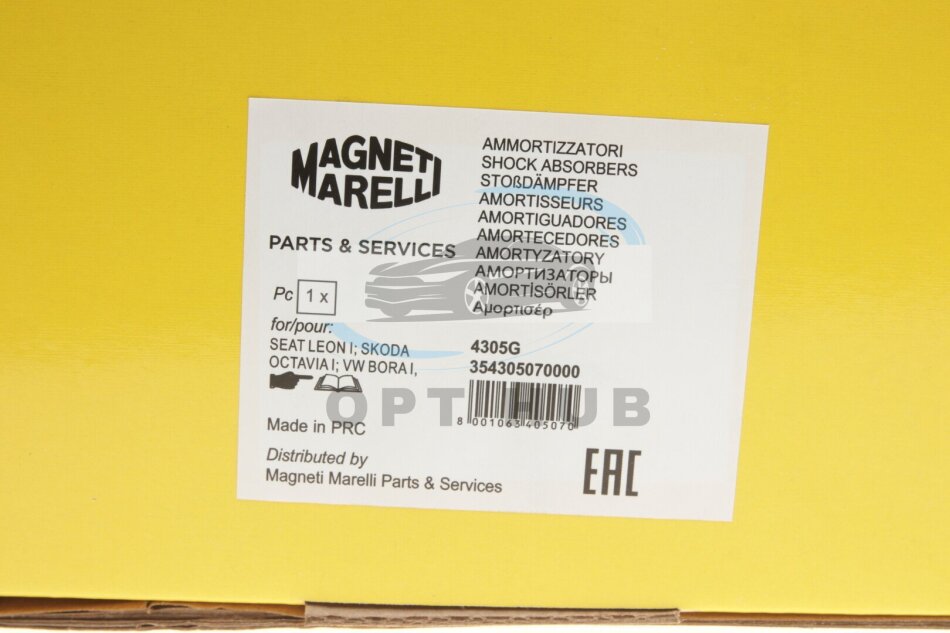 MAGNETI
MARELLI
PARTS & SERVICES
Pc 1 x
for/pour:
SEAT LEON I; SKODA
OCTAVIA I; VW BORA I,
Made in PRC
Distributed by
Magneti Marelli Parts & Services
AMMORTIZZATORI
SHOCK ABSORBERS
STOßDÄMPFER
AMORTISSEURS
AMORTIGUADORES
AMORTECEDORES
AMORTYZATORY
АМОРТИЗАТОРЫ
AMORTİSÖRLER
Αμορτισέρ
4305G
354305070000
8 001063 405070
EAC
OPT HUB